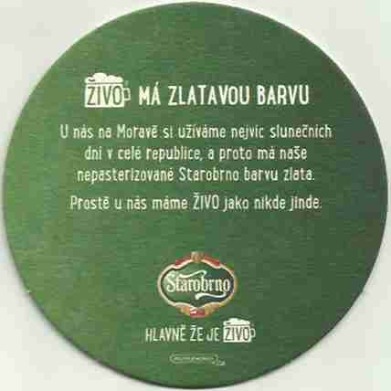 ŽIVO MÁ ZLATAVOU BARVU
U nás na Moravě si užíváme nejvíc slunečních
dní v celé republice, a proto má naše
nepasterizované Starobrno barvu zlata.
Prostě u nás máme ŽIVO jako nikde jinde.
Starobrno
HLAVNĚ ŽE JE ŽIVO